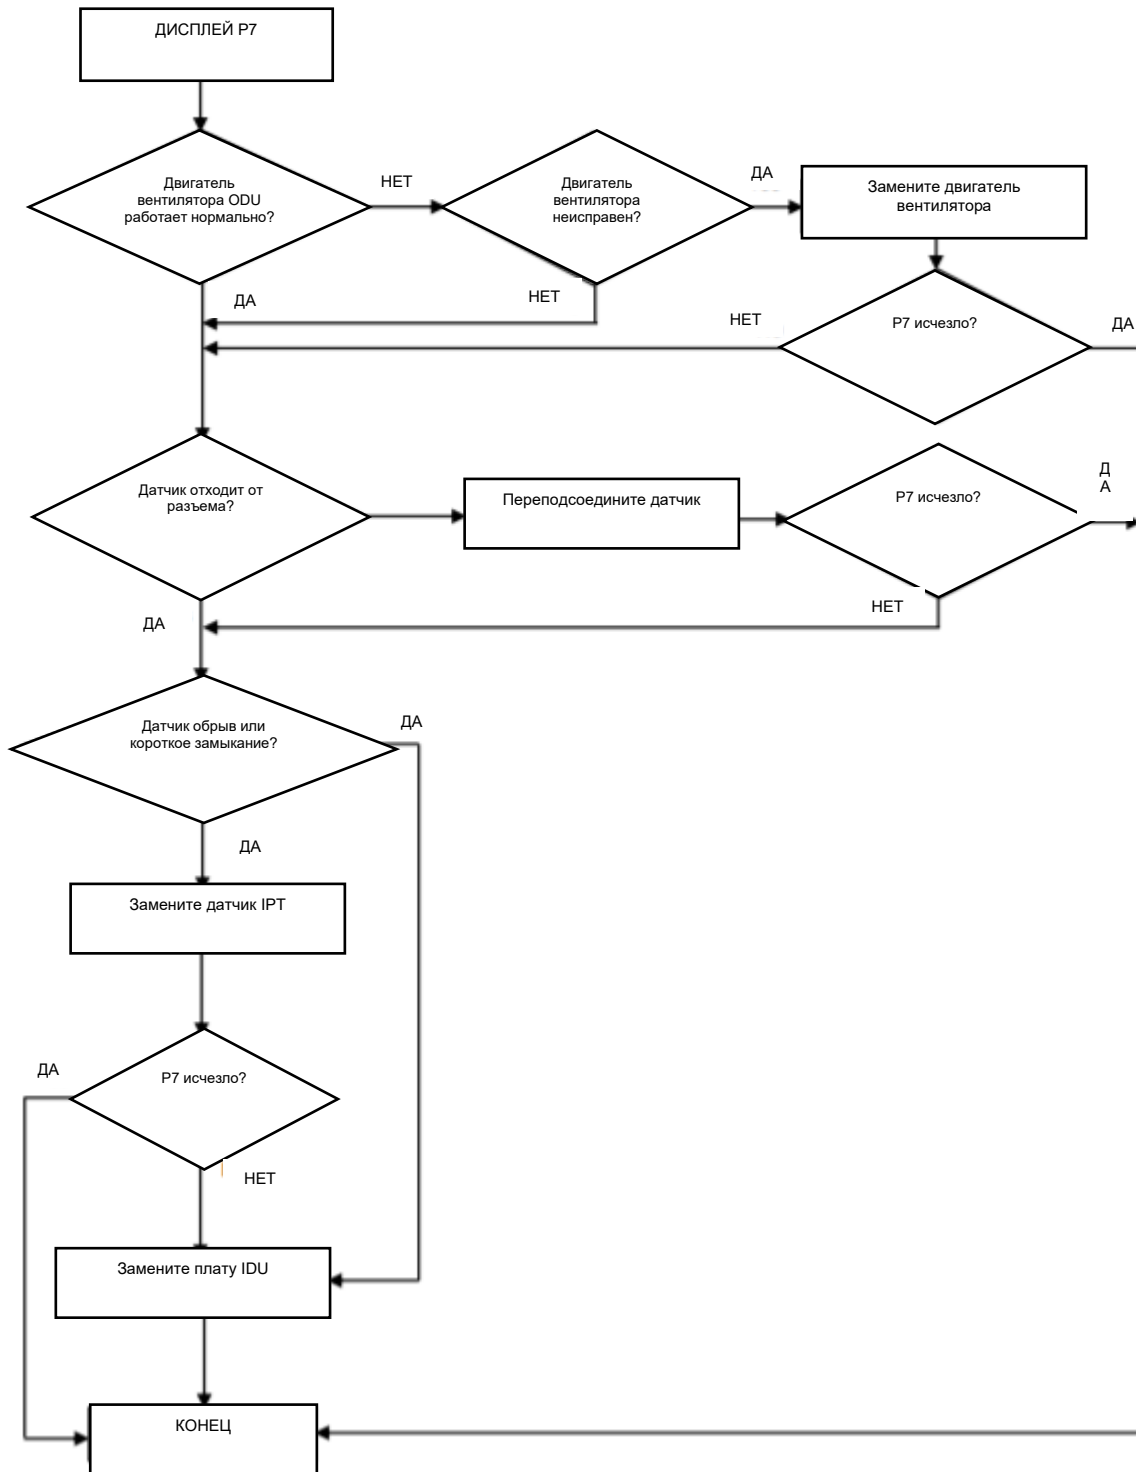 ДИСПЛЕЙ P7
Двигатель
вентилятора ODU
работает нормально?
НЕТ
Двигатель
вентилятора
неисправен?
ДА
Замените двигатель
вентилятора
ДА
НЕТ
НЕТ
P7 исчезло?
ДА
Датчик отходит от
разъема?
Переподсоедините датчик
P7 исчезло?
Д
А
ДА
НЕТ
Датчик обрыв или
короткое замыкание?
ДА
ДА
Замените датчик IPT
ДА
P7 исчезло?
НЕТ
Замените плату IDU
КОНЕЦ